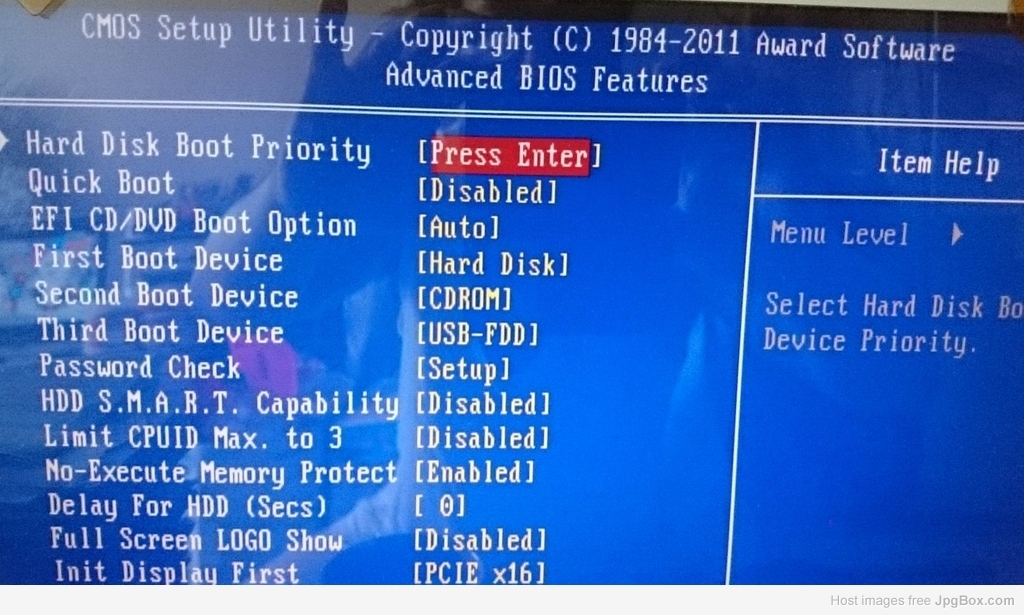 CMOS Setup Utility - Copyright (C) 1984-2011 Award Software
Advanced BIOS Features
Hard Disk Boot Priority [Press Enter]
Quick Boot [Disabled]
EFI CD/DVD Boot Option [Auto]
First Boot Device [Hard Disk]
Second Boot Device [CDROM]
Third Boot Device [USB-FDD]
Password Check [Setup]
HDD S.M.A.R.T. Capability [Disabled]
Limit CPUID Max. to 3 [Disabled]
No-Execute Memory Protect [Enabled]
Delay For HDD (Secs) [ 0]
Full Screen LOGO Show [Disabled]
Init Display First [PCIE x16]
Item Help
Menu Level
Select Hard Disk Bo
Device Priority.
Host images free JpgBox.com